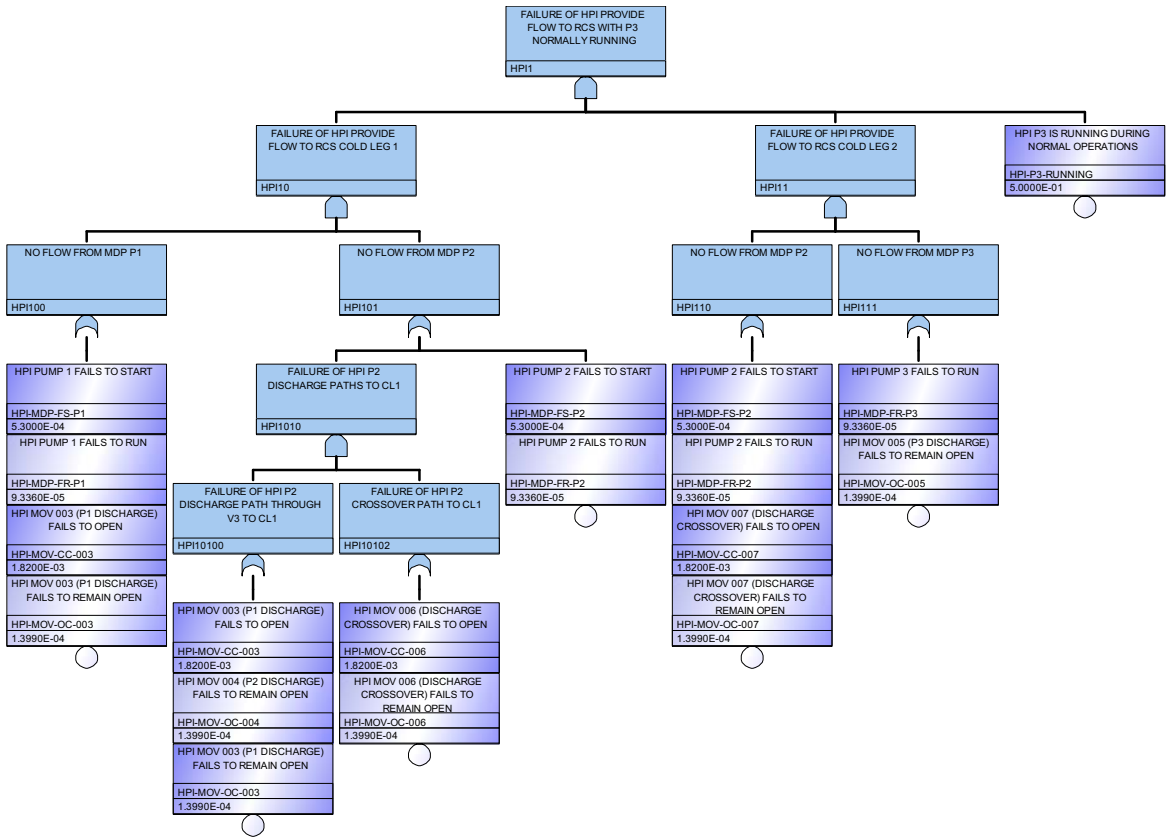 FAILURE OF HPI PROVIDE
FLOW TO RCS WITH P3
NORMALLY RUNNING
HPI1
FAILURE OF HPI PROVIDE
FLOW TO RCS COLD LEG 1
HPI10
FAILURE OF HPI PROVIDE
FLOW TO RCS COLD LEG 2
HPI11
HPI P3 IS RUNNING DURING
NORMAL OPERATIONS
HPI-P3-RUNNING
5.0000E-01
NO FLOW FROM MDP P1
HPI100
NO FLOW FROM MDP P2
HPI101
NO FLOW FROM MDP P2
HPI110
NO FLOW FROM MDP P3
HPI111
HPI PUMP 1 FAILS TO START
HPI-MDP-FS-P1
5.3000E-04
HPI PUMP 1 FAILS TO RUN
HPI-MDP-FR-P1
9.3360E-05
HPI MOV 003 (P1 DISCHARGE)
FAILS TO OPEN
HPI-MOV-CC-003
1.8200E-03
HPI MOV 003 (P1 DISCHARGE)
FAILS TO REMAIN OPEN
HPI-MOV-OC-003
1.3990E-04
FAILURE OF HPI P2
DISCHARGE PATHS TO CL1
HPI1010
HPI PUMP 2 FAILS TO START
HPI-MDP-FS-P2
5.3000E-04
HPI PUMP 2 FAILS TO RUN
HPI-MDP-FR-P2
9.3360E-05
HPI PUMP 2 FAILS TO START
HPI-MDP-FS-P2
5.3000E-04
HPI PUMP 2 FAILS TO RUN
HPI-MDP-FR-P2
9.3360E-05
HPI MOV 007 (DISCHARGE
CROSSOVER) FAILS TO OPEN
HPI-MOV-CC-007
1.8200E-03
HPI MOV 007 (DISCHARGE
CROSSOVER) FAILS TO
REMAIN OPEN
HPI-MOV-OC-007
1.3990E-04
HPI PUMP 3 FAILS TO RUN
HPI-MDP-FR-P3
9.3360E-05
HPI MOV 005 (P3 DISCHARGE)
FAILS TO REMAIN OPEN
HPI-MOV-OC-005
1.3990E-04
FAILURE OF HPI P2
DISCHARGE PATH THROUGH
V3 TO CL1
HPI10100
FAILURE OF HPI P2
CROSSOVER PATH TO CL1
HPI10102
HPI MOV 003 (P1 DISCHARGE)
FAILS TO OPEN
HPI-MOV-CC-003
1.8200E-03
HPI MOV 004 (P2 DISCHARGE)
FAILS TO REMAIN OPEN
HPI-MOV-OC-004
1.3990E-04
HPI MOV 003 (P1 DISCHARGE)
FAILS TO REMAIN OPEN
HPI-MOV-OC-003
1.3990E-04
HPI MOV 006 (DISCHARGE
CROSSOVER) FAILS TO OPEN
HPI-MOV-CC-006
1.8200E-03
HPI MOV 006 (DISCHARGE
CROSSOVER) FAILS TO
REMAIN OPEN
HPI-MOV-OC-006
1.3990E-04